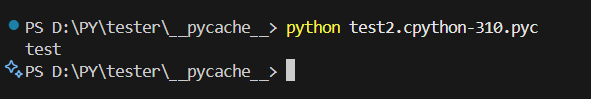 PS D:\PY\tester\__pycache__> python test2.cpython-310.pyc
test
PS D:\PY\tester\__pycache__>